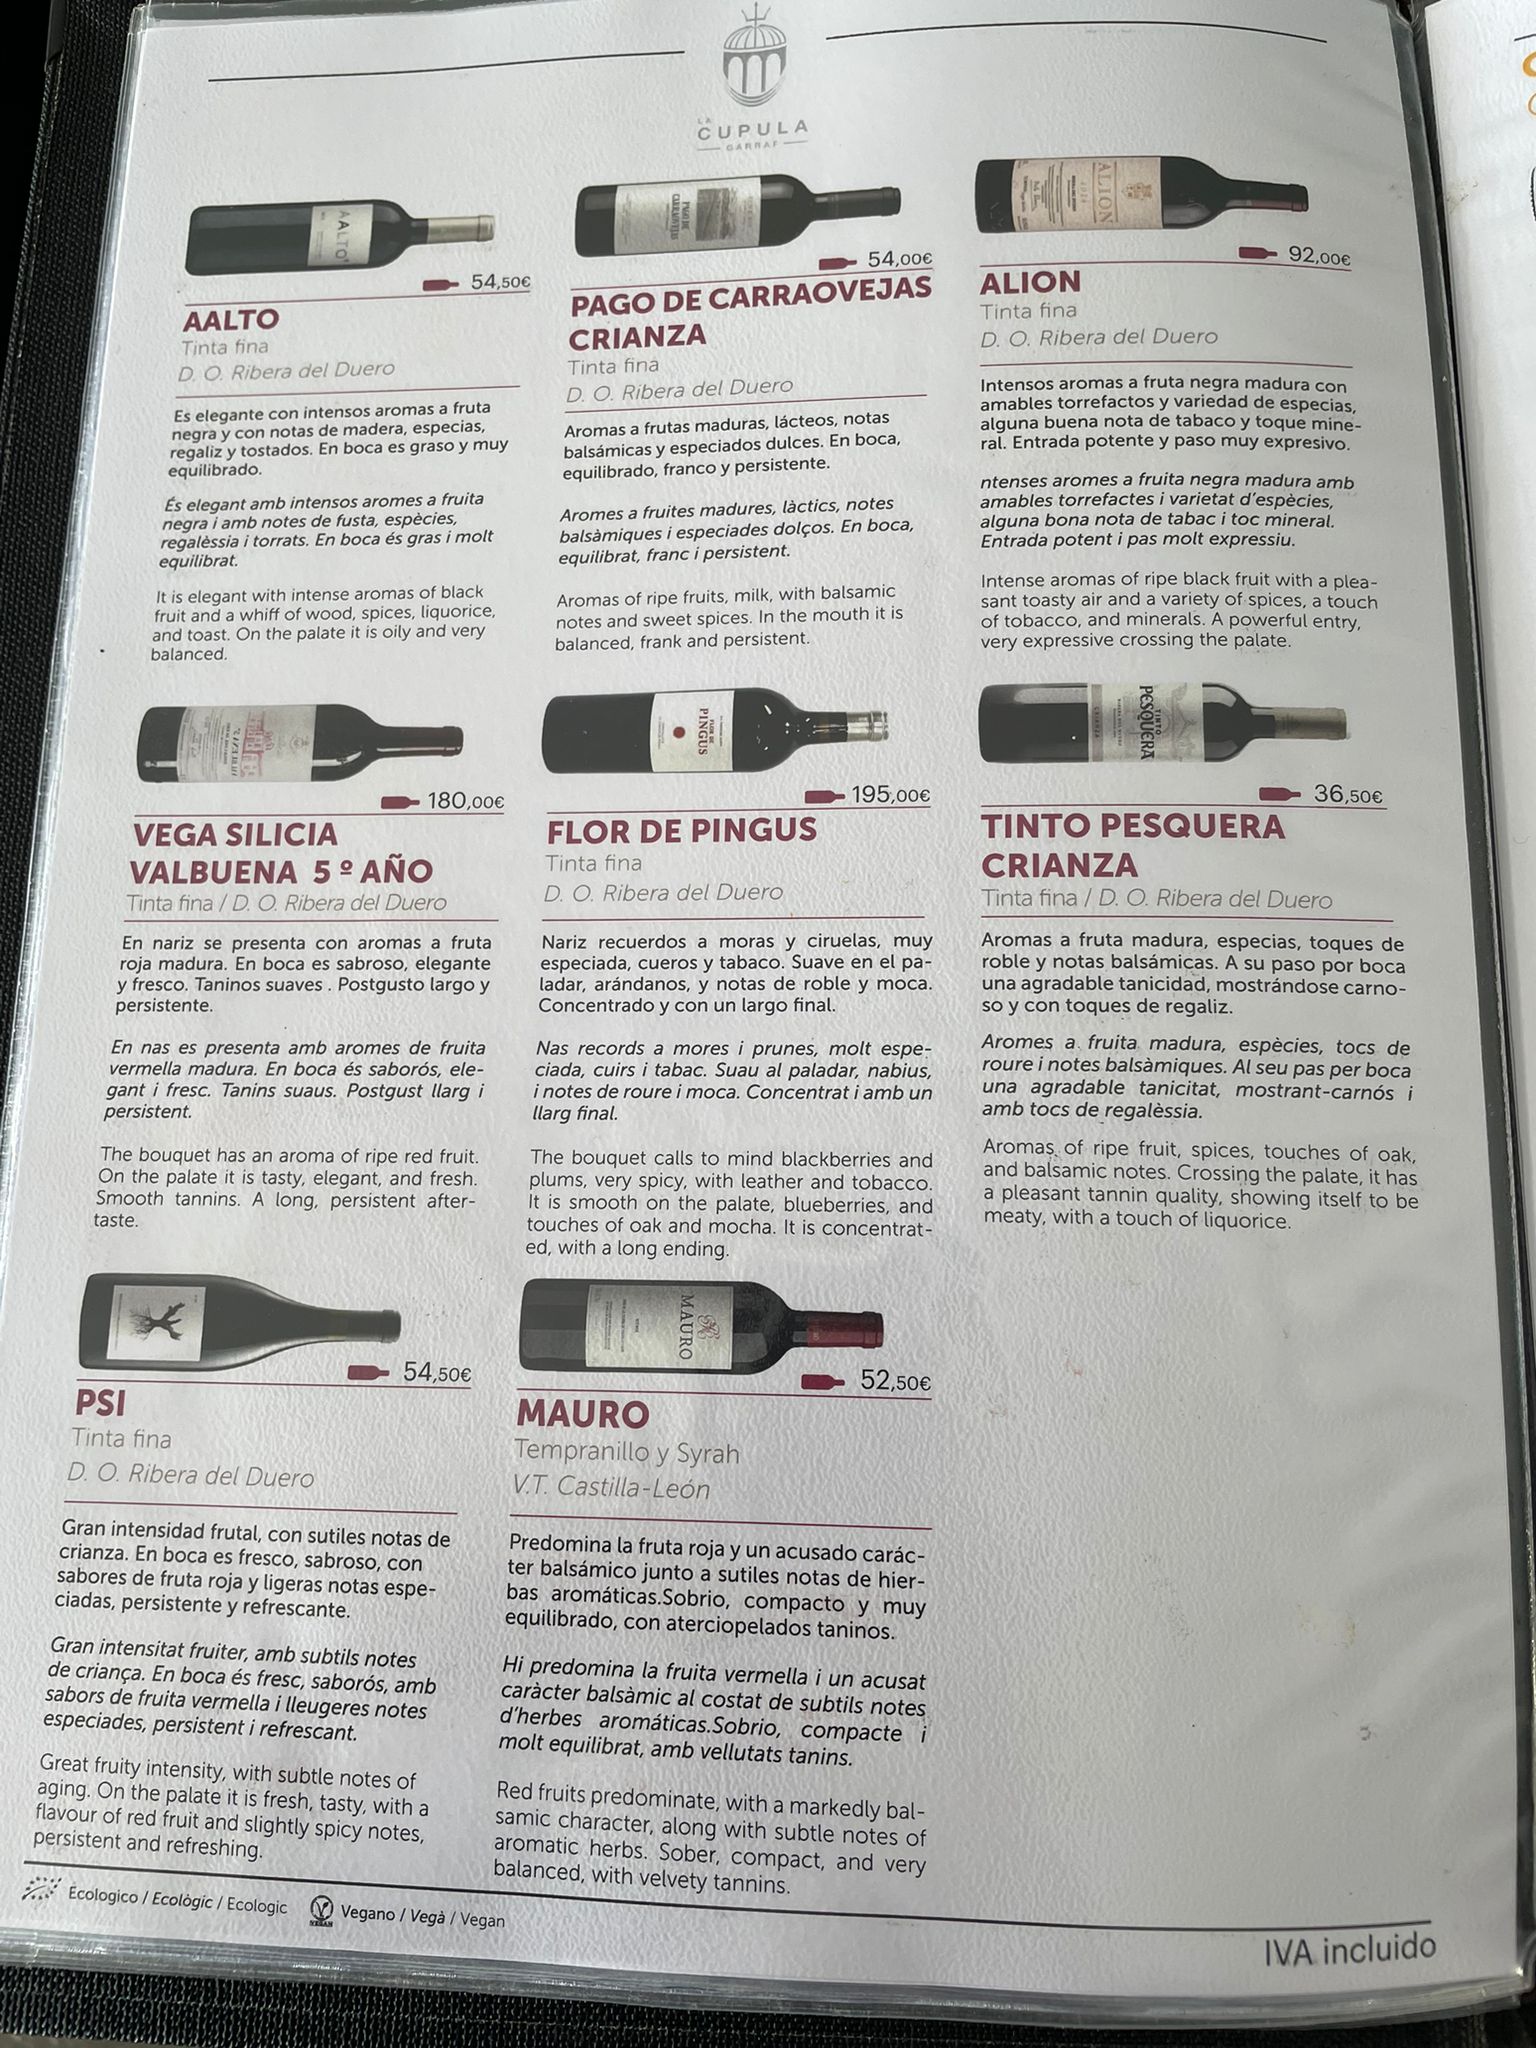 LA
CUPULA
GARRAF
AALTO
54,50€
AALTO
Tinta fina
D. O. Ribera del Duero
Es elegante con intensos aromas a fruta
negra y con notas de madera, especias,
regaliz y tostados. En boca es graso y muy
equilibrado.
És elegant amb intensos aromes a fruita
negra i amb notes de fusta, espècies,
regalèssia i torrats. En boca és gras i molt
equilibrat.
It is elegant with intense aromas of black
fruit and a whiff of wood, spices, liquorice,
and toast. On the palate it is oily and very
balanced.
PAGO DE
CARRAOVEJAS
54,00€
PAGO DE CARRAOVEJAS
CRIANZA
Tinta fina
D. O. Ribera del Duero
Aromas a frutas maduras, lácteos, notas
balsámicas y especiados dulces. En boca,
equilibrado, franco y persistente.
Aromes a fruites madures, làctics, notes
balsàmiques i especiades dolços. En boca,
equilibrat, franc i persistent.
Aromas of ripe fruits, milk, with balsamic
notes and sweet spices. In the mouth it is
balanced, frank and persistent.
ALION
92,00€
ALION
Tinta fina
D. O. Ribera del Duero
Intensos aromas a fruta negra madura con
amables torrefactos y variedad de especias,
alguna buena nota de tabaco y toque mine-
ral. Entrada potente y paso muy expresivo.
ntenses aromes a fruita negra madura amb
amables torrefactes i varietat d'espècies,
alguna bona nota de tabac i toc mineral.
Entrada potent i pas molt expressiu.
Intense aromas of ripe black fruit with a plea-
sant toasty air and a variety of spices, a touch
of tobacco, and minerals. A powerful entry,
very expressive crossing the palate.
180,00€
VEGA SILICIA
VALBUENA 5º AÑO
Tinta fina / D. O. Ribera del Duero
En nariz se presenta con aromas a fruta
roja madura. En boca es sabroso, elegante
y fresco. Taninos suaves . Postgusto largo y
persistente.
En nas es presenta amb aromes de fruita
vermella madura. En boca és saborós, ele-
gant i fresc. Tanins suaus. Postgust llarg i
persistent.
The bouquet has an aroma of ripe red fruit.
On the palate it is tasty, elegant, and fresh.
Smooth tannins. A long, persistent after-
taste.
FLOR DE
PINGUS
195,00€
FLOR DE PINGUS
Tinta fina
D. O. Ribera del Duero
Nariz recuerdos a moras y ciruelas, muy
especiada, cueros y tabaco. Suave en el pa-
ladar, arándanos, y notas de roble y moca.
Concentrado y con un largo final.
Nas records a mores i prunes, molt espe-
ciada, cuirs i tabac. Suau al paladar, nabius,
i notes de roure i moca. Concentrat i amb un
llarg final.
The bouquet calls to mind blackberries and
plums, very spicy, with leather and tobacco.
It is smooth on the palate, blueberries, and
touches of oak and mocha. It is concentrat-
ed, with a long ending.
TINTO
PESQUERA
CRIANZA
36,50€
TINTO PESQUERA
CRIANZA
Tinta fina / D. O. Ribera del Duero
Aromas a fruta madura, especias, toques de
roble y notas balsámicas. A su paso por boca
una agradable tanicidad, mostrándose carno-
so y con toques de regaliz.
Aromes a fruita madura, espècies, tocs de
roure i notes balsàmiques. Al seu pas per boca
una agradable tanicitat, mostrant-carnós i
amb tocs de regalèssia.
Aromas of ripe fruit, spices, touches of oak,
and balsamic notes. Crossing the palate, it has
a pleasant tannin quality, showing itself to be
meaty, with a touch of liquorice.
54,50€
PSI
Tinta fina
D. O. Ribera del Duero
Gran intensidad frutal, con sutiles notas de
crianza. En boca es fresco, sabroso, con
sabores de fruta roja y ligeras notas espe-
ciadas, persistente y refrescante.
Gran intensitat fruiter, amb subtils notes
de criança. En boca és fresc, saborós, amb
sabors de fruita vermella i lleugeres notes
especiades, persistent i refrescant.
Great fruity intensity, with subtle notes of
aging. On the palate it is fresh, tasty, with a
flavour of red fruit and slightly spicy notes,
persistent and refreshing.
MAURO
52,50€
MAURO
Tempranillo y Syrah
V.T. Castilla-León
Predomina la fruta roja y un acusado carác-
ter balsámico junto a sutiles notas de hier-
bas aromáticas.Sobrio, compacto y muy
equilibrado, con aterciopelados taninos.
Hi predomina la fruita vermella i un acusat
caràcter balsàmic al costat de subtils notes
d'herbes aromáticas.Sobrio, compacte i
molt equilibrat, amb vellutats tanins.
Red fruits predominate, with a markedly bal-
samic character, along with subtle notes of
aromatic herbs. Sober, compact, and very
balanced, with velvety tannins.
Ecologico / Ecològic / Ecologic
VEGAN
Vegano / Vegà / Vegan
IVA incluido